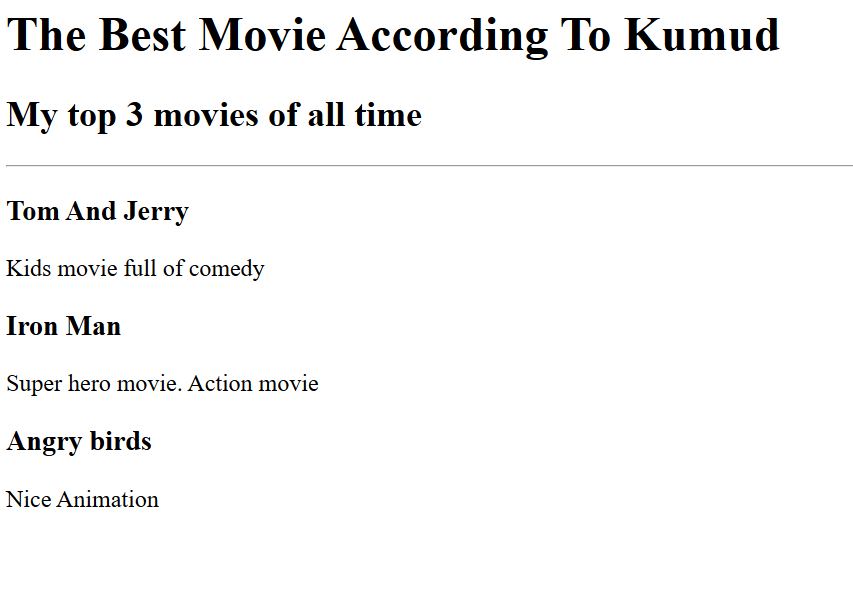 The Best Movie According To Kumud
My top 3 movies of all time
Tom And Jerry
Kids movie full of comedy
Iron Man
Super hero movie. Action movie
Angry birds
Nice Animation